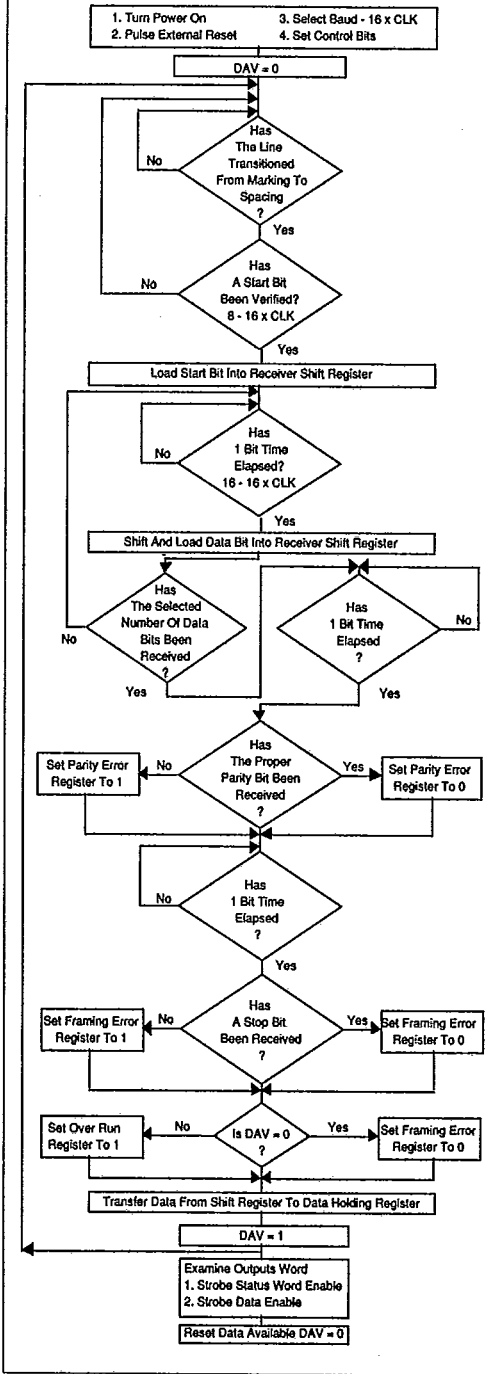 1. Turn Power On
2. Pulse External Reset
3. Select Baud - 16 x CLK
4. Set Control Bits
DAV = 0
Has
The Line
Transitioned
From Marking To
Spacing
?
No
Yes
Has
A Start Bit
Been Verified?
8 - 16 x CLK
No
Yes
Load Start Bit Into Receiver Shift Register
Has
1 Bit Time
Elapsed?
16 - 16 x CLK
No
Yes
Shift And Load Data Bit Into Receiver Shift Register
Has
The Selected
Number Of Data
Bits Been
Received
?
No
Yes
Has
1 Bit Time
Elapsed
?
No
Yes
Has
The Proper
Parity Bit Been
Received
?
No
Yes
Set Parity Error
Register To 1
Set Parity Error
Register To 0
Has
1 Bit Time
Elapsed
?
No
Yes
Has
A Stop Bit
Been Received
?
No
Yes
Set Framing Error
Register To 1
Set Framing Error
Register To 0
Is DAV = 0
?
No
Yes
Set Over Run
Register To 1
Set Framing Error
Register To 0
Transfer Data From Shift Register To Data Holding Register
DAV = 1
Examine Outputs Word
1. Strobe Status Word Enable
2. Strobe Data Enable
Reset Data Available DAV = 0